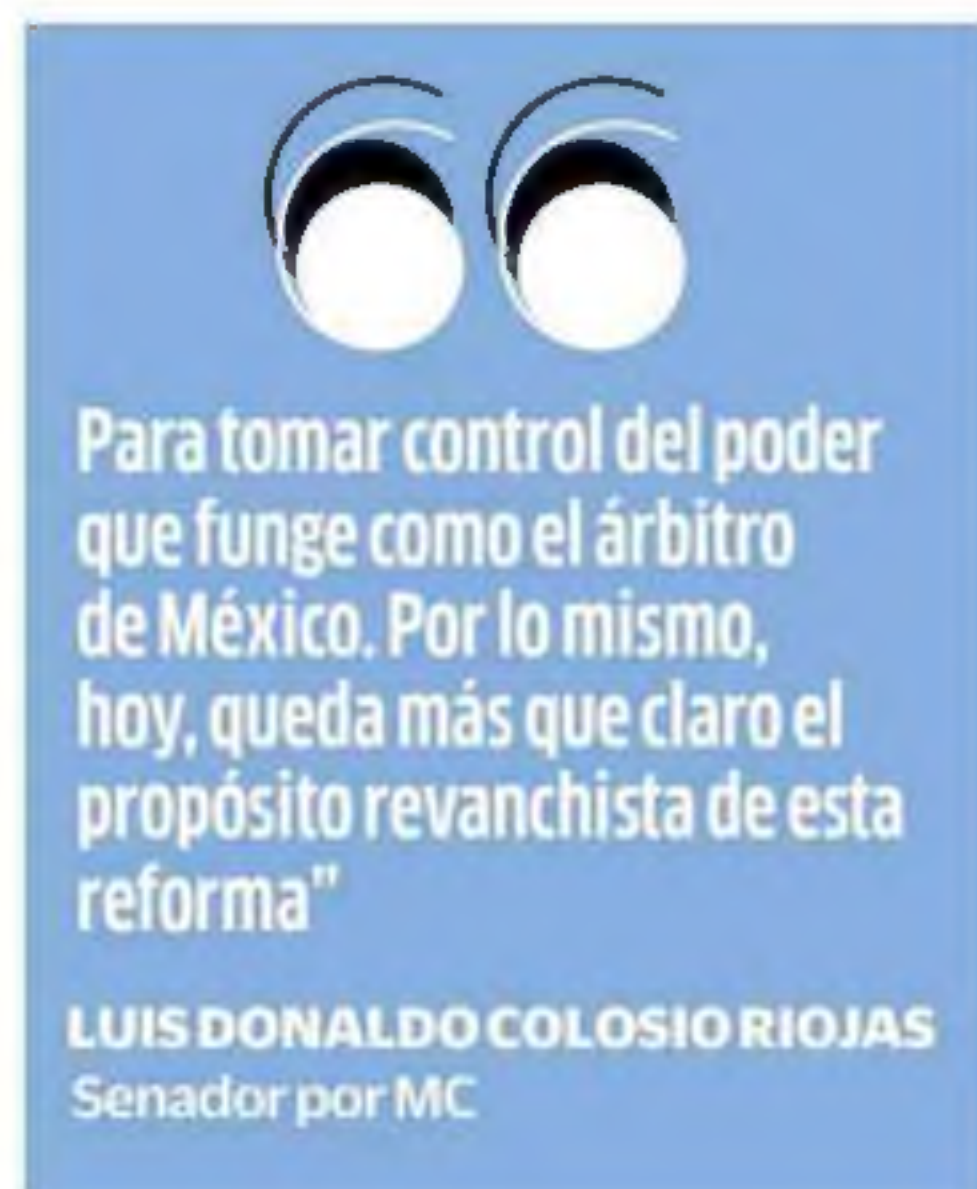 Para tomar control del poder
que funge como el árbitro
de México. Por lo mismo,
hoy, queda más que claro el
propósito revanchista de esta
reforma”
LUIS DONALDO COLOSIO RIOJAS
Senador por MC